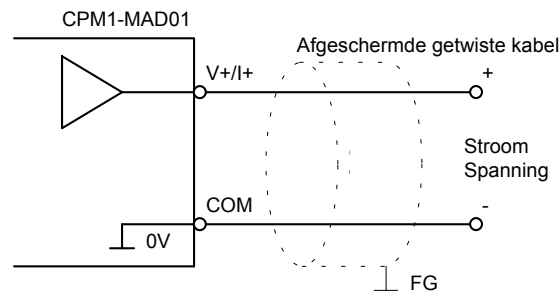 CPM1-MAD01
Afgeschermde getwiste kabel
V+/I+
+
Stroom
Spanning
COM
-
0V
FG